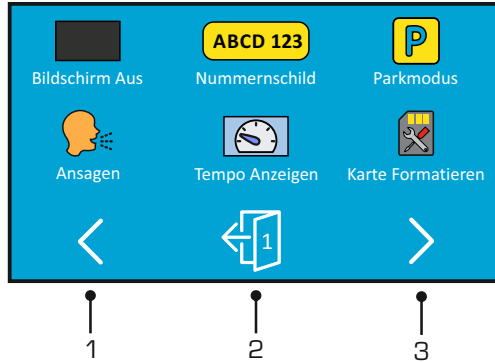 ABCD 123
P
Bildschirm Aus
Nummernschild
Parkmodus
Ansagen
Tempo Anzeigen
Karte Formatieren
1
1
2
3